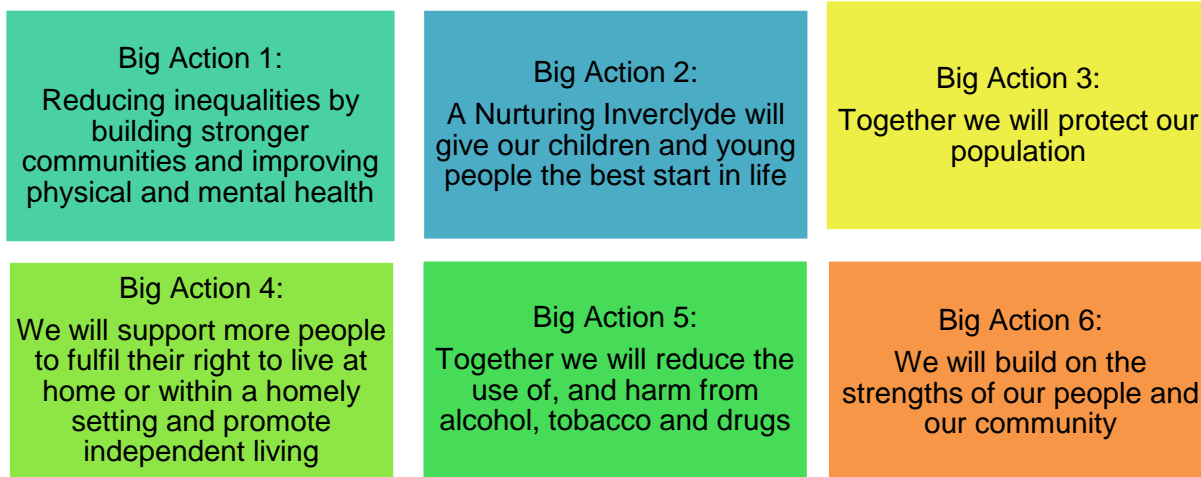 Big Action 1:
Reducing inequalities by
building stronger
communities and improving
physical and mental health
Big Action 2:
A Nurturing Inverclyde will
give our children and young
people the best start in life
Big Action 3:
Together we will protect our
population
Big Action 4:
We will support more people
to fulfil their right to live at
home or within a homely
setting and promote
independent living
Big Action 5:
Together we will reduce the
use of, and harm from
alcohol, tobacco and drugs
Big Action 6:
We will build on the
strengths of our people and
our community